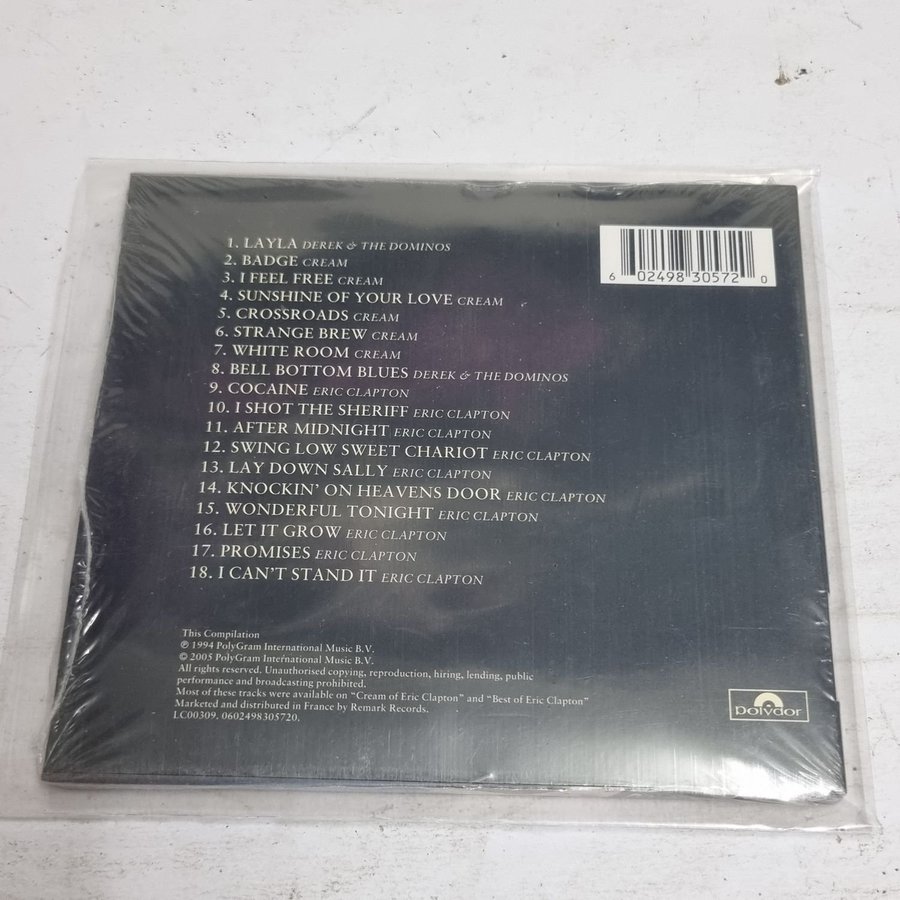 1. LAYLA DEREK & THE DOMINOS
2. BADGE CREAM
3. I FEEL FREE CREAM
4. SUNSHINE OF YOUR LOVE CREAM
5. CROSSROADS CREAM
6. STRANGE BREW CREAM
7. WHITE ROOM CREAM
8. BELL BOTTOM BLUES DEREK & THE DOMINOS
9. COCAINE ERIC CLAPTON
10. I SHOT THE SHERIFF ERIC CLAPTON
11. AFTER MIDNIGHT ERIC CLAPTON
12. SWING LOW SWEET CHARIOT ERIC CLAPTON
13. LAY DOWN SALLY ERIC CLAPTON
14. KNOCKIN' ON HEAVENS DOOR ERIC CLAPTON
15. WONDERFUL TONIGHT ERIC CLAPTON
16. LET IT GROW ERIC CLAPTON
17. PROMISES ERIC CLAPTON
18. I CAN'T STAND IT ERIC CLAPTON
6 02498 30572 0
This Compilation
℗ 1994 PolyGram International Music B.V.
© 2005 PolyGram International Music B.V.
All rights reserved. Unauthorised copying, reproduction, hiring, lending, public
performance and broadcasting prohibited.
Most of these tracks were available on "Cream of Eric Clapton" and "Best of Eric Clapton"
Marketed and distributed in France by Remark Records.
LC00309. 0602498305720.
polydor